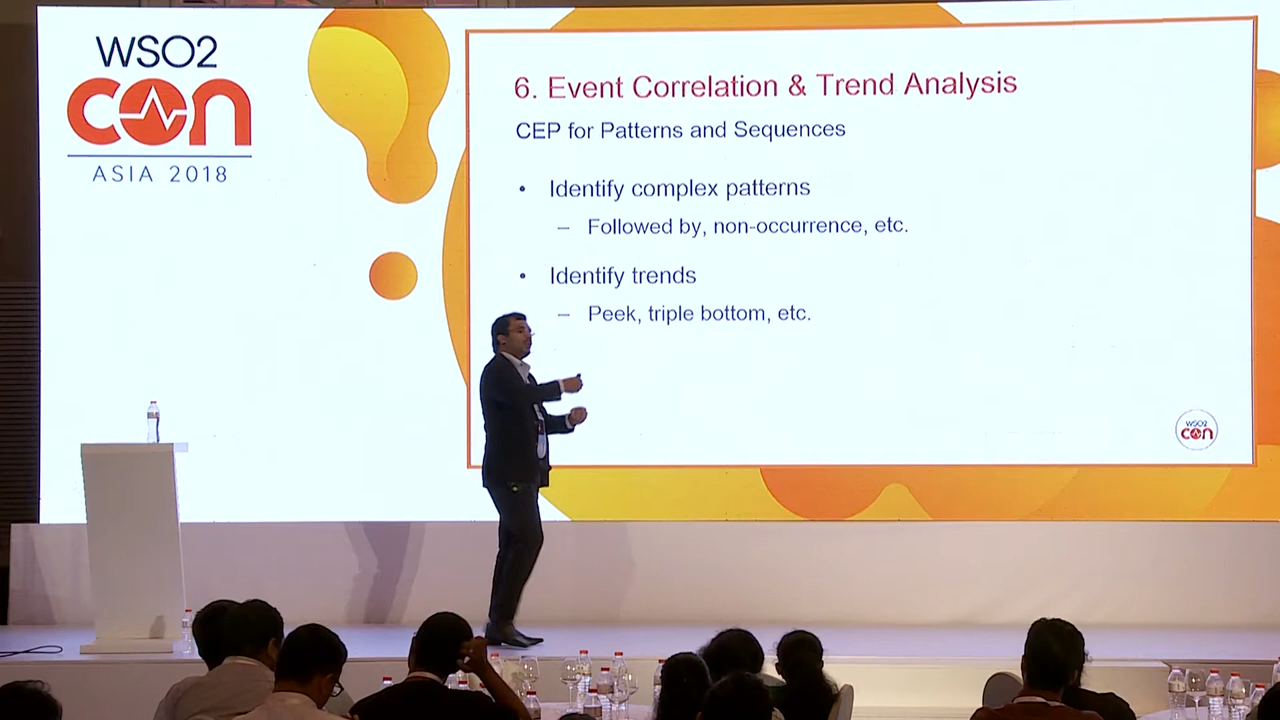 WSO2
con
ASIA 2018
6. Event Correlation & Trend Analysis
CEP for Patterns and Sequences
• Identify complex patterns
– Followed by, non-occurrence, etc.
• Identify trends
– Peek, triple bottom, etc.
WSO2
con